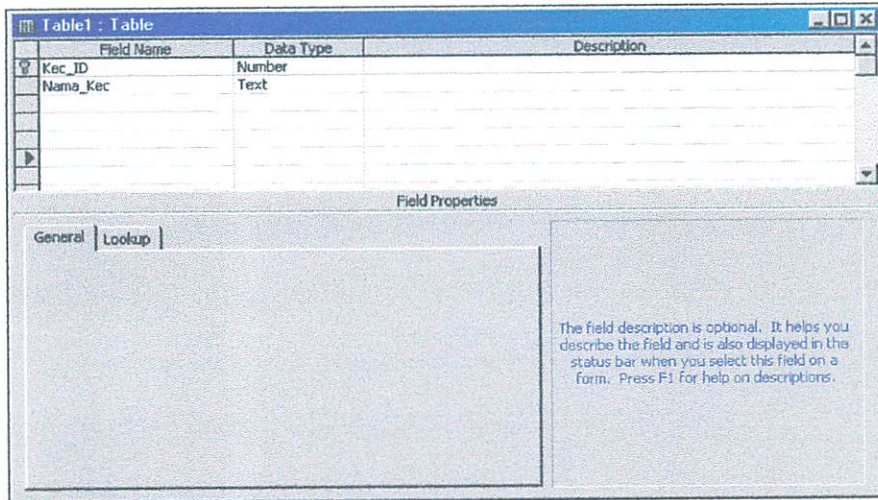 Table1 : Table
Field Name Data Type Description
Kec_ID Number
Nama_Kec Text
Field Properties
General Lookup
The field description is optional. It helps you
describe the field and is also displayed in the
status bar when you select this field on a
form. Press F1 for help on descriptions.